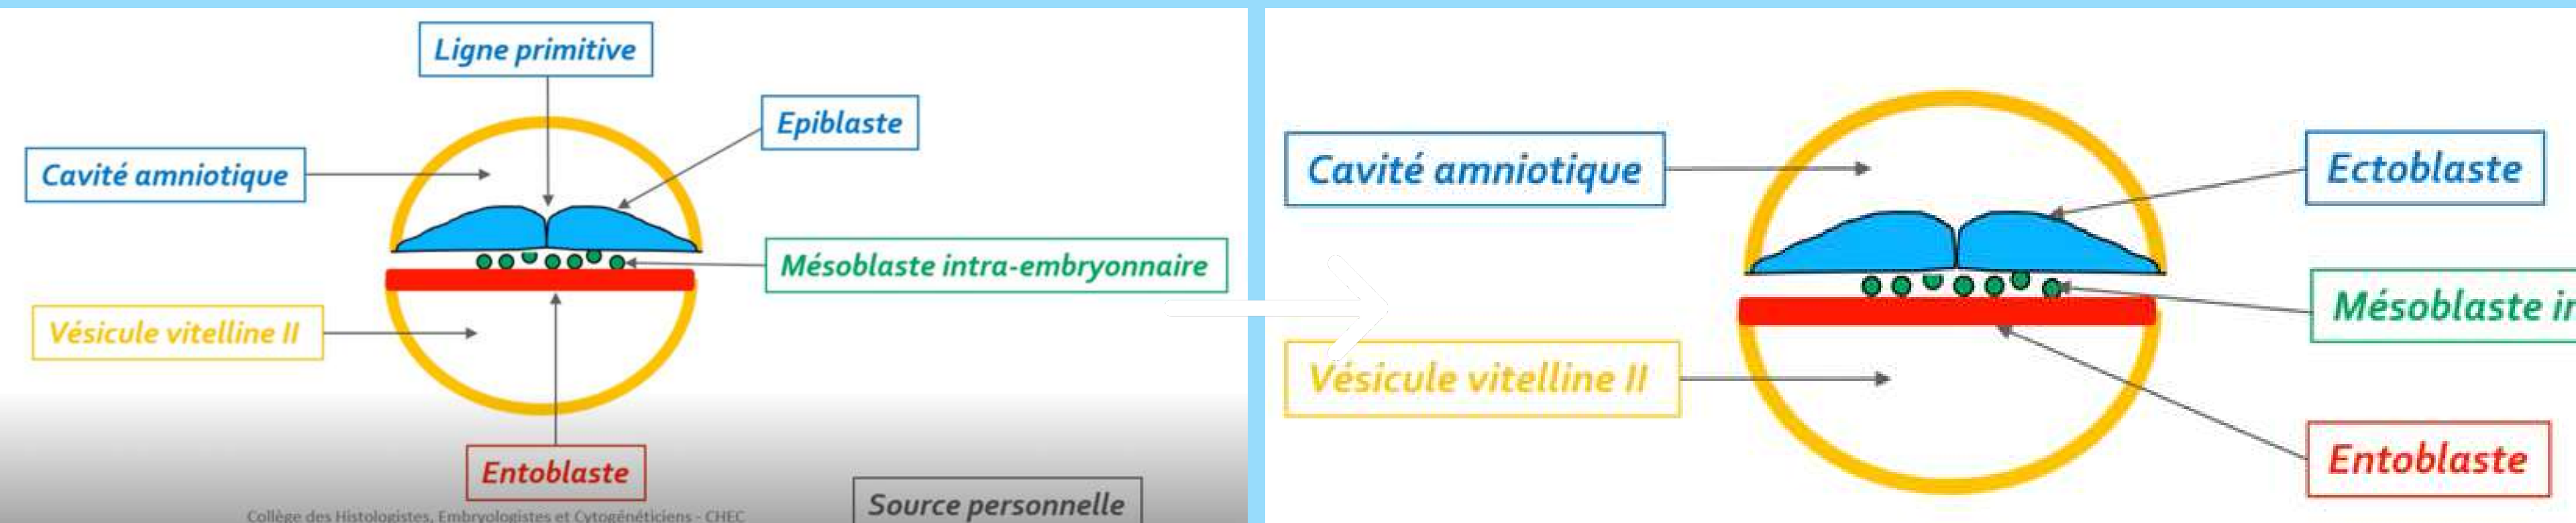 Ligne primitive
Epiblaste
Cavité amniotique
Mésoblaste intra-embryonnaire
Vésicule vitelline II
Entoblaste
Source personnelle
Collège des Histologistes, Embryologistes et Cytogénéticiens - CHEC
Cavité amniotique
Ectoblaste
Mésoblaste
Vésicule vitelline II
Entoblaste